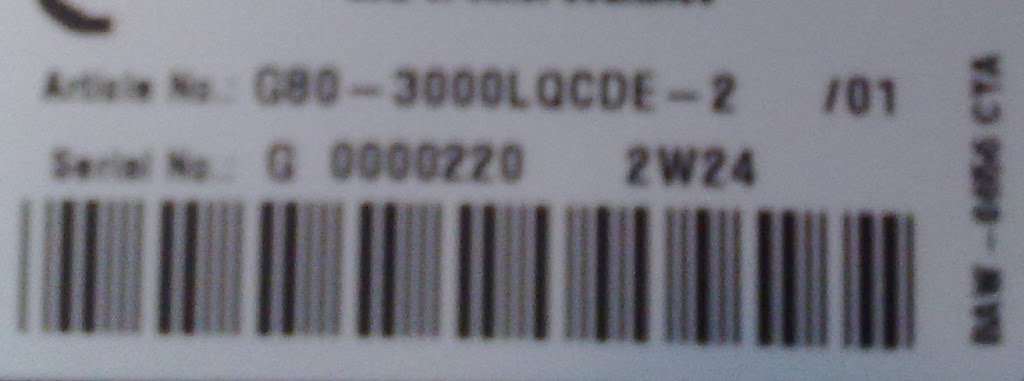 Article No.: G80-3000LQCDE-2 /01
Serial No.: G 0000220 2W24